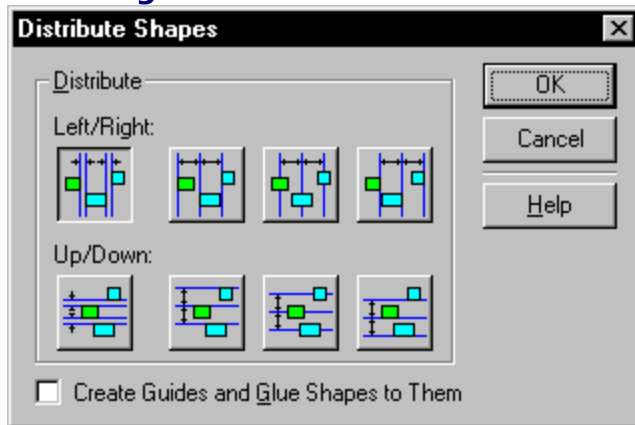 Distribute Shapes
Distribute
OK
Left/Right:
Cancel
Help
Up/Down:
Create Guides and Glue Shapes to Them